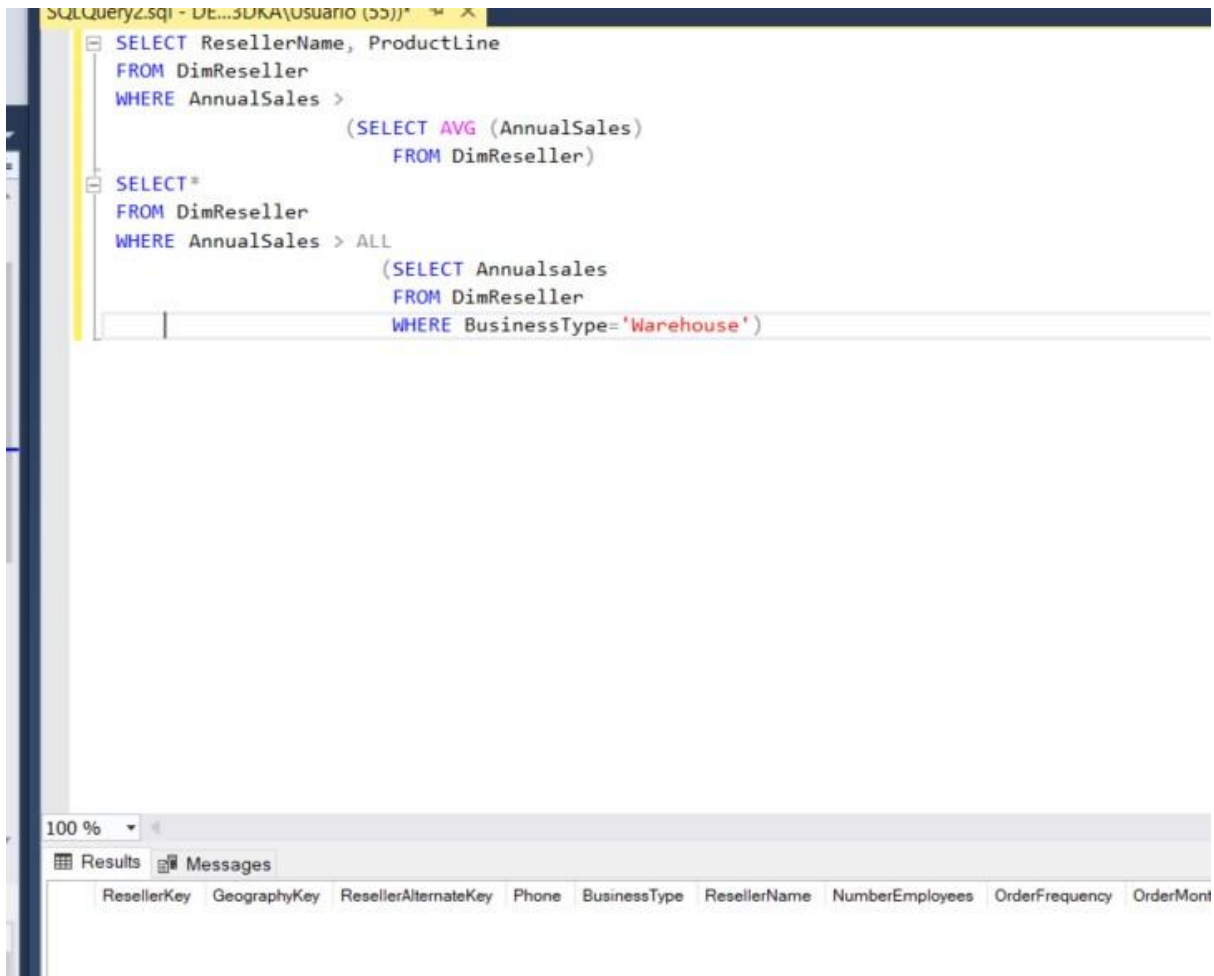 SQLQuery2.sql - DE...3DKA\Usuario (55))*
SELECT ResellerName, ProductLine
FROM DimReseller
WHERE AnnualSales >
(SELECT AVG (AnnualSales)
FROM DimReseller)
SELECT*
FROM DimReseller
WHERE AnnualSales > ALL
(SELECT Annualsales
FROM DimReseller
WHERE BusinessType='Warehouse')
100 %
Results Messages
ResellerKey GeographyKey ResellerAlternateKey Phone BusinessType ResellerName NumberEmployees OrderFrequency OrderMont